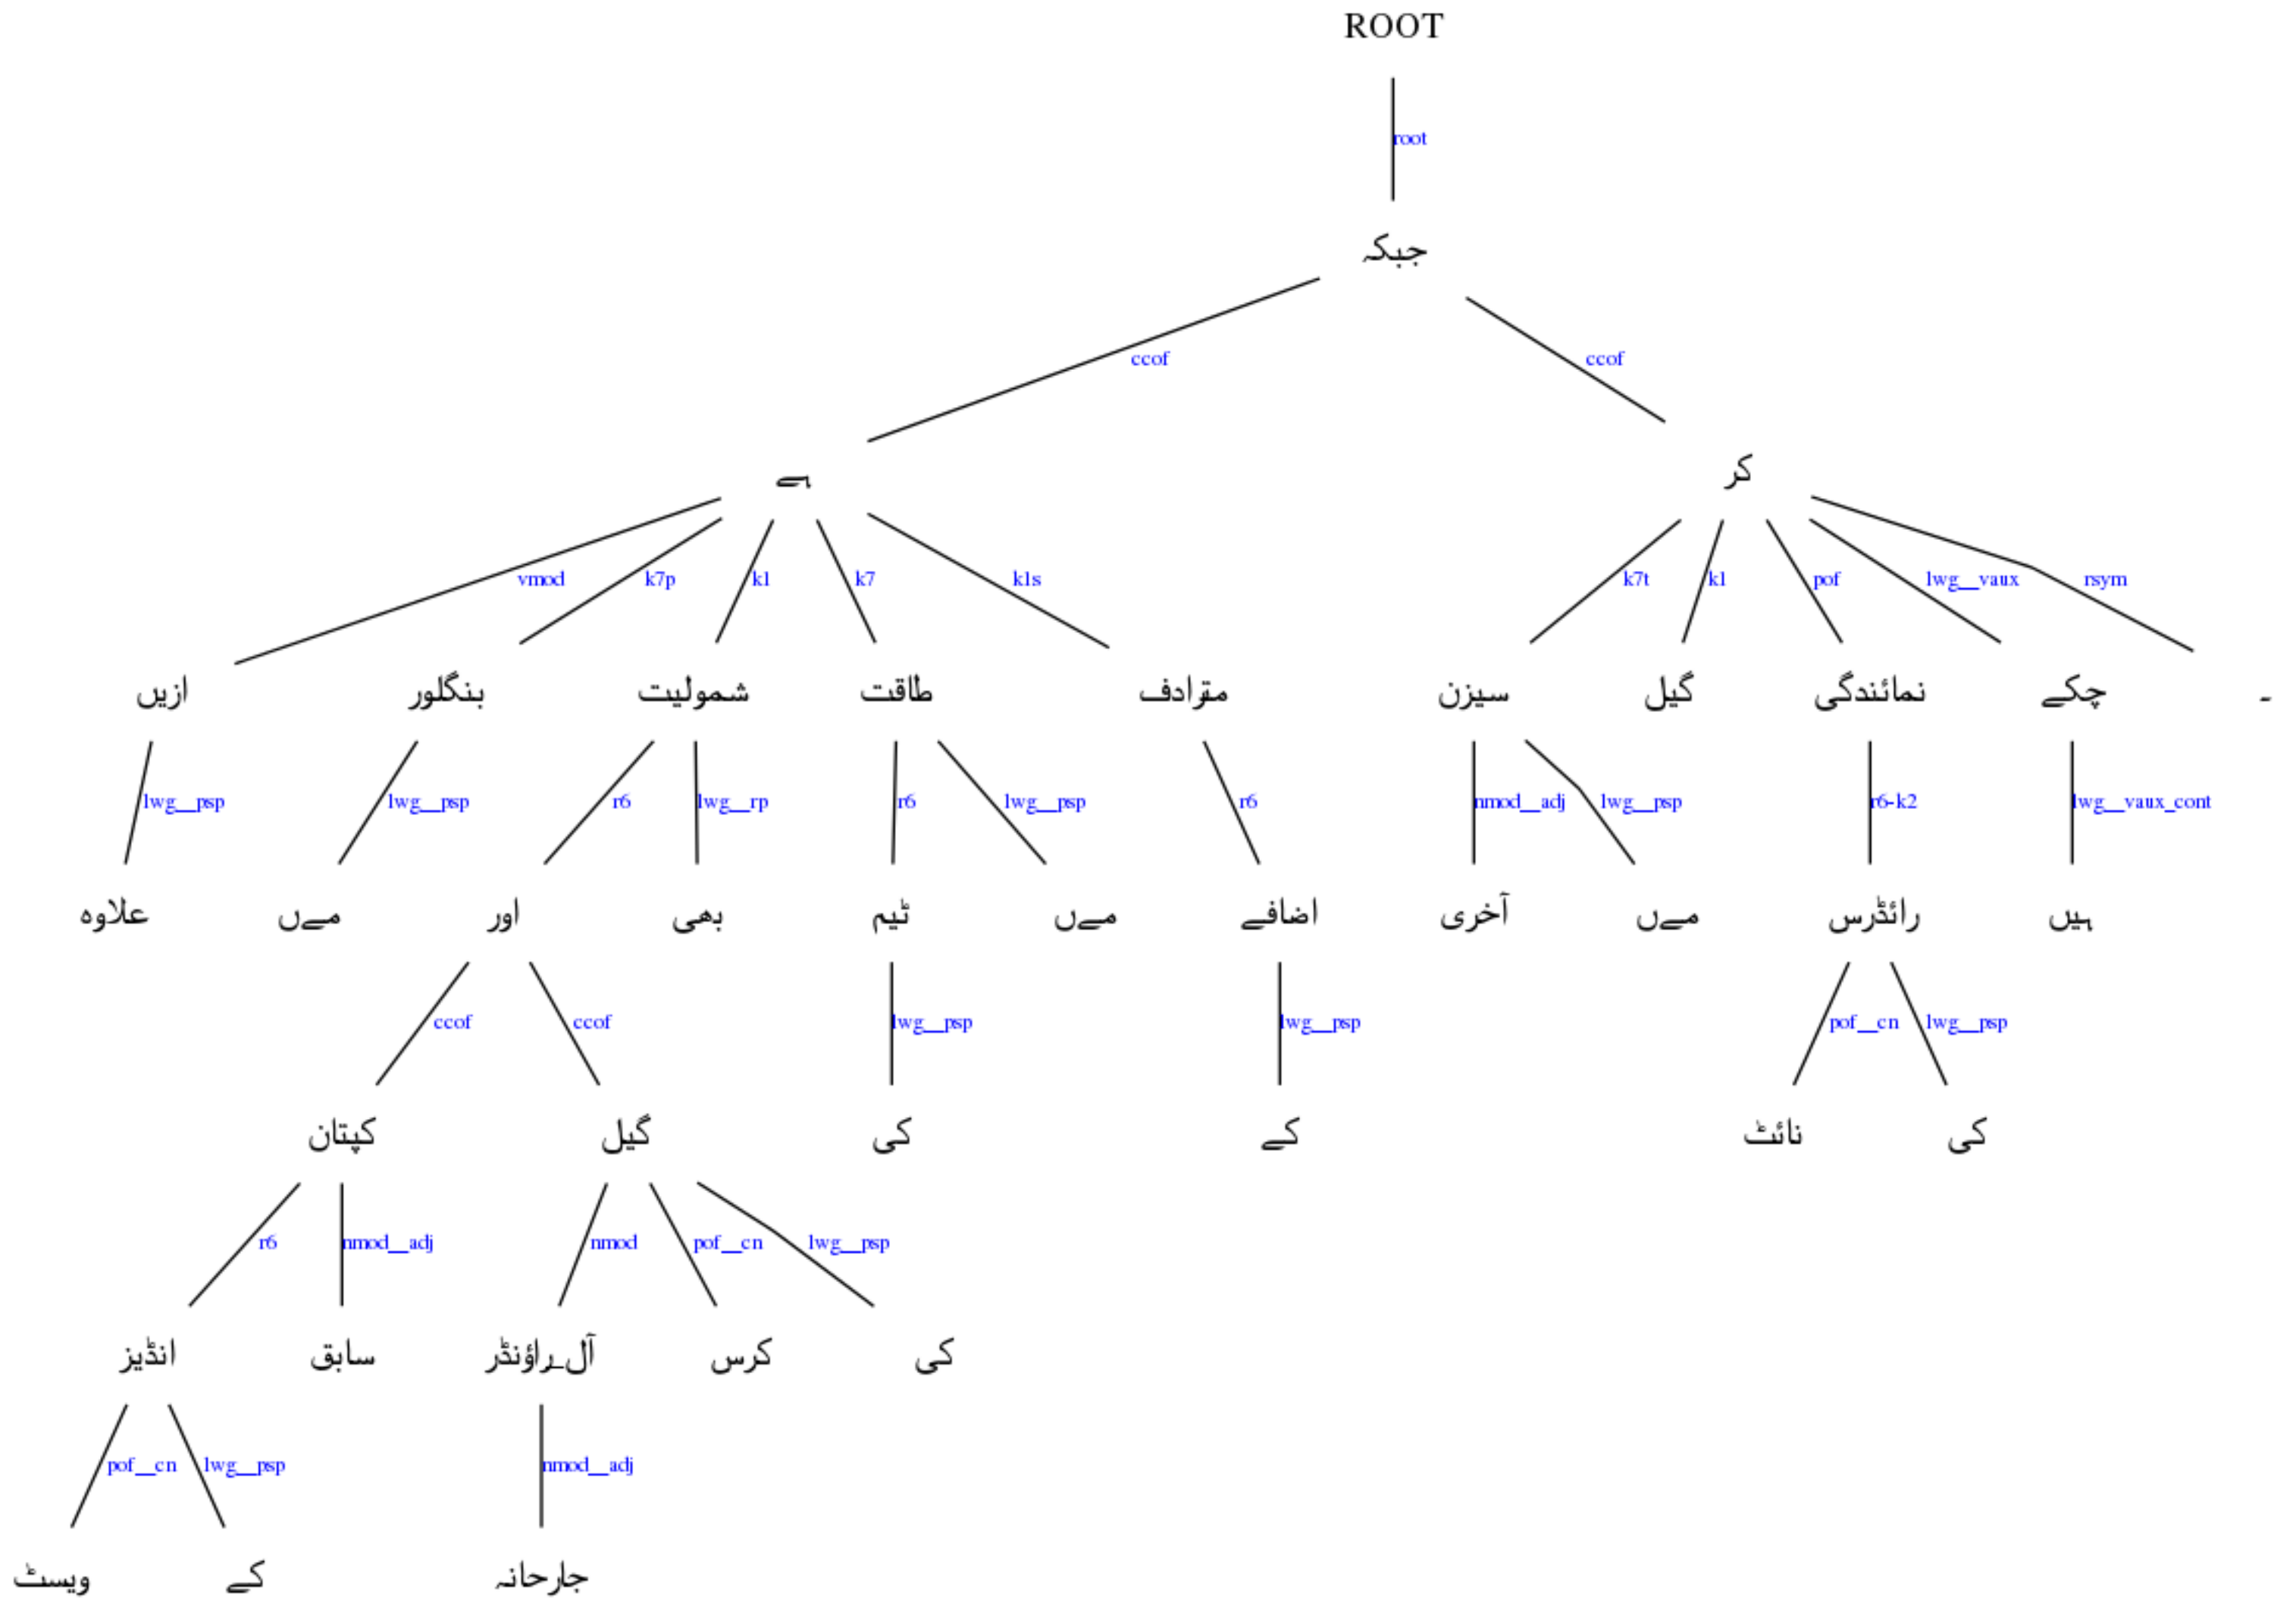 ROOT
root
جبکہ
ccof ccof
ہے کر
vmod k7p k1 k7 k1s k7t k1 pof lwg__vaux rsym
ازیں بنگلور شمولیت طاقت مترادف سیزن گیل نمائندگی چکے ۔
lwg__psp lwg__psp r6 lwg__rp r6 lwg__psp r6 nmod__adj lwg__psp r6-k2 lwg__vaux_cont
علاوہ مےں اور بھی ٹیم مےں اضافے آخری مےں رائڈرس ہیں
ccof ccof lwg__psp lwg__psp pof__cn lwg__psp
کپتان گیل کی کے نائٹ کی
r6 nmod__adj nmod pof__cn lwg__psp
انڈیز سابق آل_راؤنڈر کرس کی
pof__cn lwg__psp nmod__adj
ویسٹ کے جارحانہ